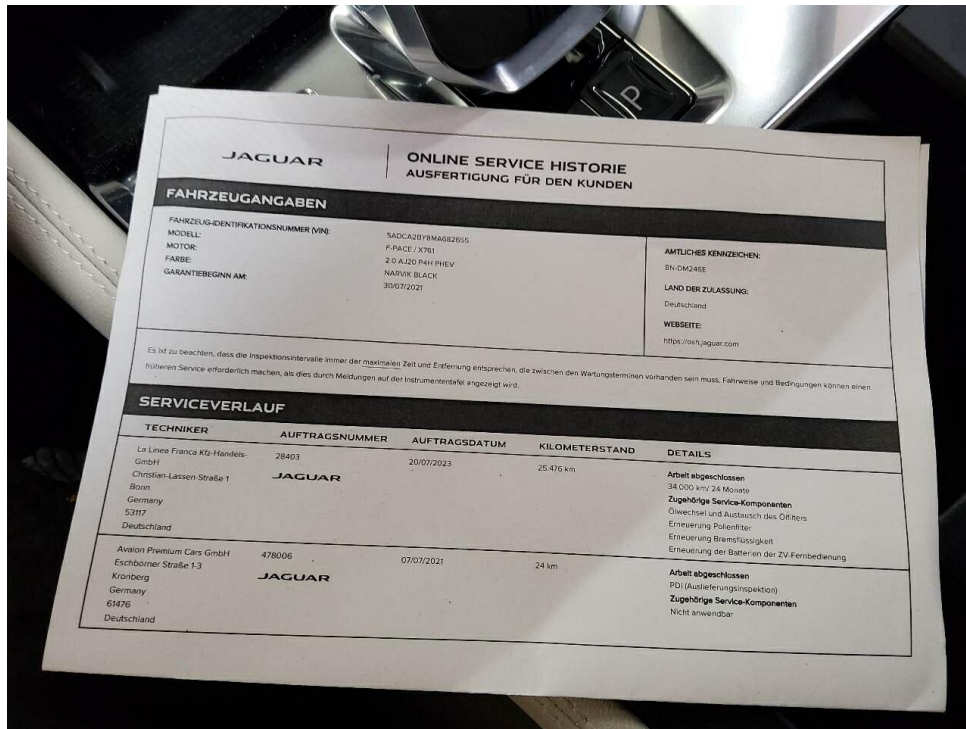 P
JAGUAR
ONLINE SERVICE HISTORIE
AUSFERTIGUNG FÜR DEN KUNDEN
FAHRZEUGANGABEN
FAHRZEUG-IDENTIFIKATIONSNUMMER (VIN): SADCA2BY8MA682655
MODELL: F-PACE / X761
MOTOR: 2.0 AJ20 P4H PHEV
FARBE: NARVIK BLACK
GARANTIEBEGINN AM: 30/07/2021
AMTLICHES KENNZEICHEN:
BN-DM246E
LAND DER ZULASSUNG:
Deutschland
WEBSEITE:
https://osh.jaguar.com
Es ist zu beachten, dass die Inspektionsintervalle immer der maximalen Zeit und Entfernung entsprechen, die zwischen den Wartungsterminen vorhanden sein muss. Fahrweise und Bedingungen können einen
früheren Service erforderlich machen, als dies durch Meldungen auf der Instrumententafel angezeigt wird.
SERVICEVERLAUF
TECHNIKER AUFTRAGSNUMMER AUFTRAGSDATUM KILOMETERSTAND DETAILS
La Linea Franca Kfz-Handels-
GmbH
Christian-Lassen-Straße 1
Bonn
Germany
53117
Deutschland
28403
JAGUAR
20/07/2023
25.476 km
Arbeit abgeschlossen
34.000 km/ 24 Monate
Zugehörige Service-Komponenten
Ölwechsel und Austausch des Ölfilters
Erneuerung Pollenfilter
Erneuerung Bremsflüssigkeit
Erneuerung der Batterien der ZV-Fernbedienung
Avalon Premium Cars GmbH
Eschborner Straße 1-3
Kronberg
Germany
61476
Deutschland
478006
JAGUAR
07/07/2021
24 km
Arbeit abgeschlossen
PDI (Auslieferungsinspektion)
Zugehörige Service-Komponenten
Nicht anwendbar